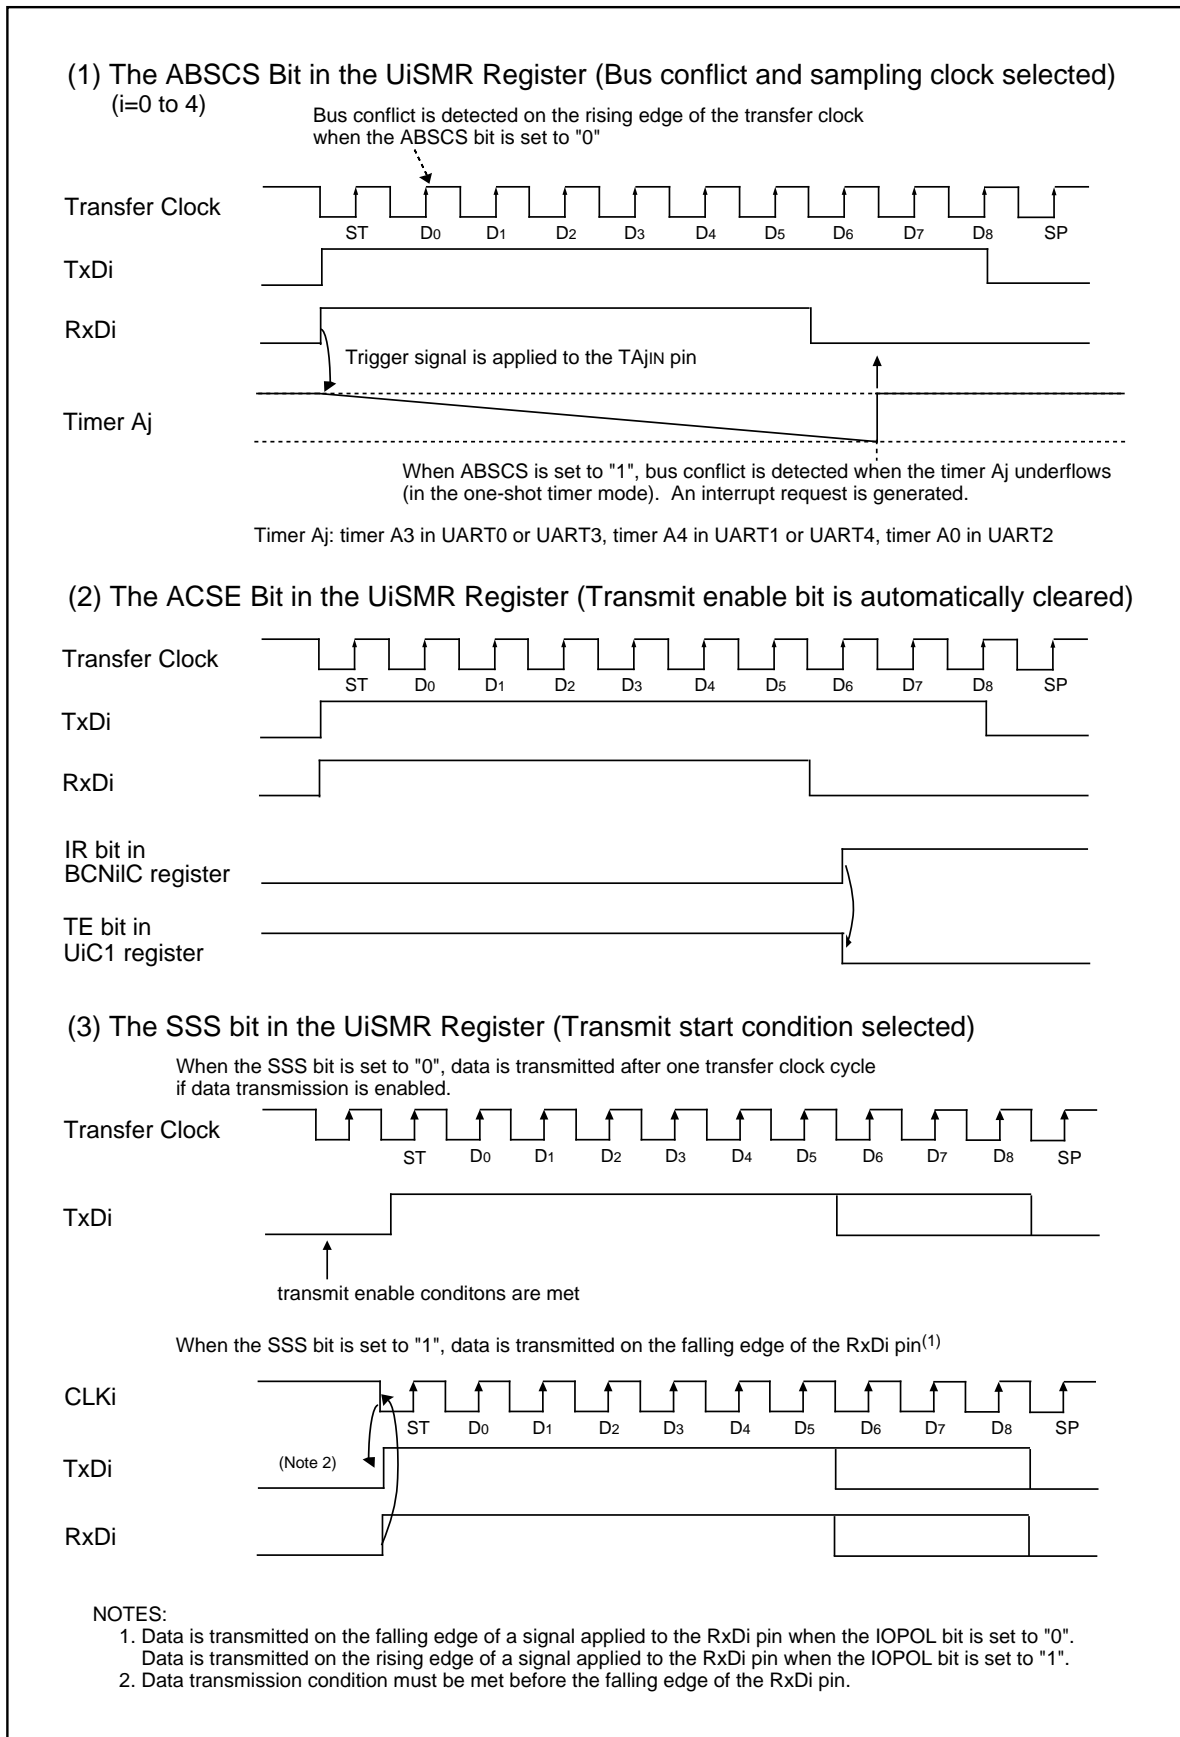 (1) The ABSCS Bit in the UiSMR Register (Bus conflict and sampling clock selected)
(i=0 to 4)
Bus conflict is detected on the rising edge of the transfer clock
when the ABSCS bit is set to "0"
Transfer Clock
ST D0 D1 D2 D3 D4 D5 D6 D7 D8 SP
TxDi
RxDi
Trigger signal is applied to the TAjIN pin
Timer Aj
When ABSCS is set to "1", bus conflict is detected when the timer Aj underflows
(in the one-shot timer mode). An interrupt request is generated.
Timer Aj: timer A3 in UART0 or UART3, timer A4 in UART1 or UART4, timer A0 in UART2
(2) The ACSE Bit in the UiSMR Register (Transmit enable bit is automatically cleared)
Transfer Clock
ST D0 D1 D2 D3 D4 D5 D6 D7 D8 SP
TxDi
RxDi
IR bit in
BCNilC register
TE bit in
UiC1 register
(3) The SSS bit in the UiSMR Register (Transmit start condition selected)
When the SSS bit is set to "0", data is transmitted after one transfer clock cycle
if data transmission is enabled.
Transfer Clock
ST D0 D1 D2 D3 D4 D5 D6 D7 D8 SP
TxDi
transmit enable conditons are met
When the SSS bit is set to "1", data is transmitted on the falling edge of the RxDi pin(1)
CLKi
ST D0 D1 D2 D3 D4 D5 D6 D7 D8 SP
(Note 2)
TxDi
RxDi
NOTES:
1. Data is transmitted on the falling edge of a signal applied to the RxDi pin when the IOPOL bit is set to "0".
Data is transmitted on the rising edge of a signal applied to the RxDi pin when the IOPOL bit is set to "1".
2. Data transmission condition must be met before the falling edge of the RxDi pin.